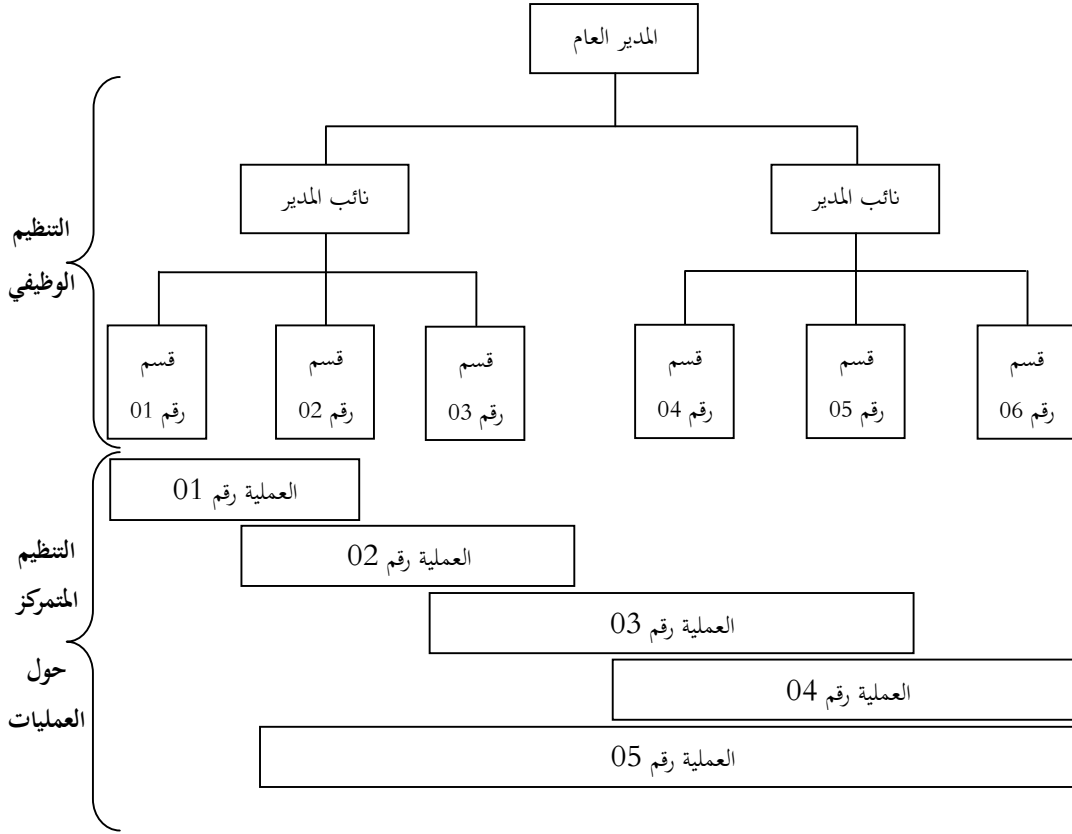 المدير العام
نائب المدير
نائب المدير
التنظيم
الوظيفي
قسم
رقم 01
قسم
رقم 02
قسم
رقم 03
قسم
رقم 04
قسم
رقم 05
قسم
رقم 06
التنظيم
المتمركز
حول
العمليات
العملية رقم 01
العملية رقم 02
العملية رقم 03
العملية رقم 04
العملية رقم 05